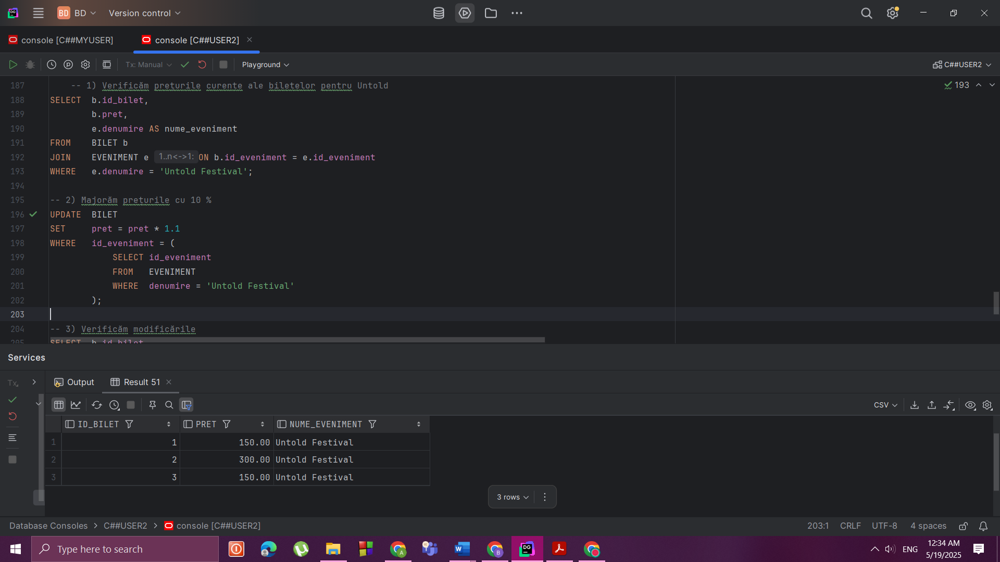 DG
BD BD
Version control
console [C##MYUSER]
console [C##USER2]
Tx: Manual
Playground
C##USER2
193
187 -- 1) Verificăm preturile curente ale biletelor pentru Untold
188 SELECT b.id_bilet,
189 b.pret,
190 e.denumire AS nume_eveniment
191 FROM BILET b
192 JOIN EVENIMENT e 1..n<->1: ON b.id_eveniment = e.id_eveniment
193 WHERE e.denumire = 'Untold Festival';
194
195 -- 2) Majorăm preturile cu 10 %
196 UPDATE BILET
197 SET pret = pret * 1.1
198 WHERE id_eveniment = (
199 SELECT id_eveniment
200 FROM EVENIMENT
201 WHERE denumire = 'Untold Festival'
202 );
203
204 -- 3) Verificăm modificările
205 SELECT b.id_bilet
Services
Tx
Output
Result 51
CSV
ID_BILET PRET NUME_EVENIMENT
1 1 150.00 Untold Festival
2 2 300.00 Untold Festival
3 3 150.00 Untold Festival
3 rows
Database Consoles > C##USER2 > console [C##USER2]
203:1 CRLF UTF-8 4 spaces
Type here to search
ENG
12:34 AM
5/19/2025